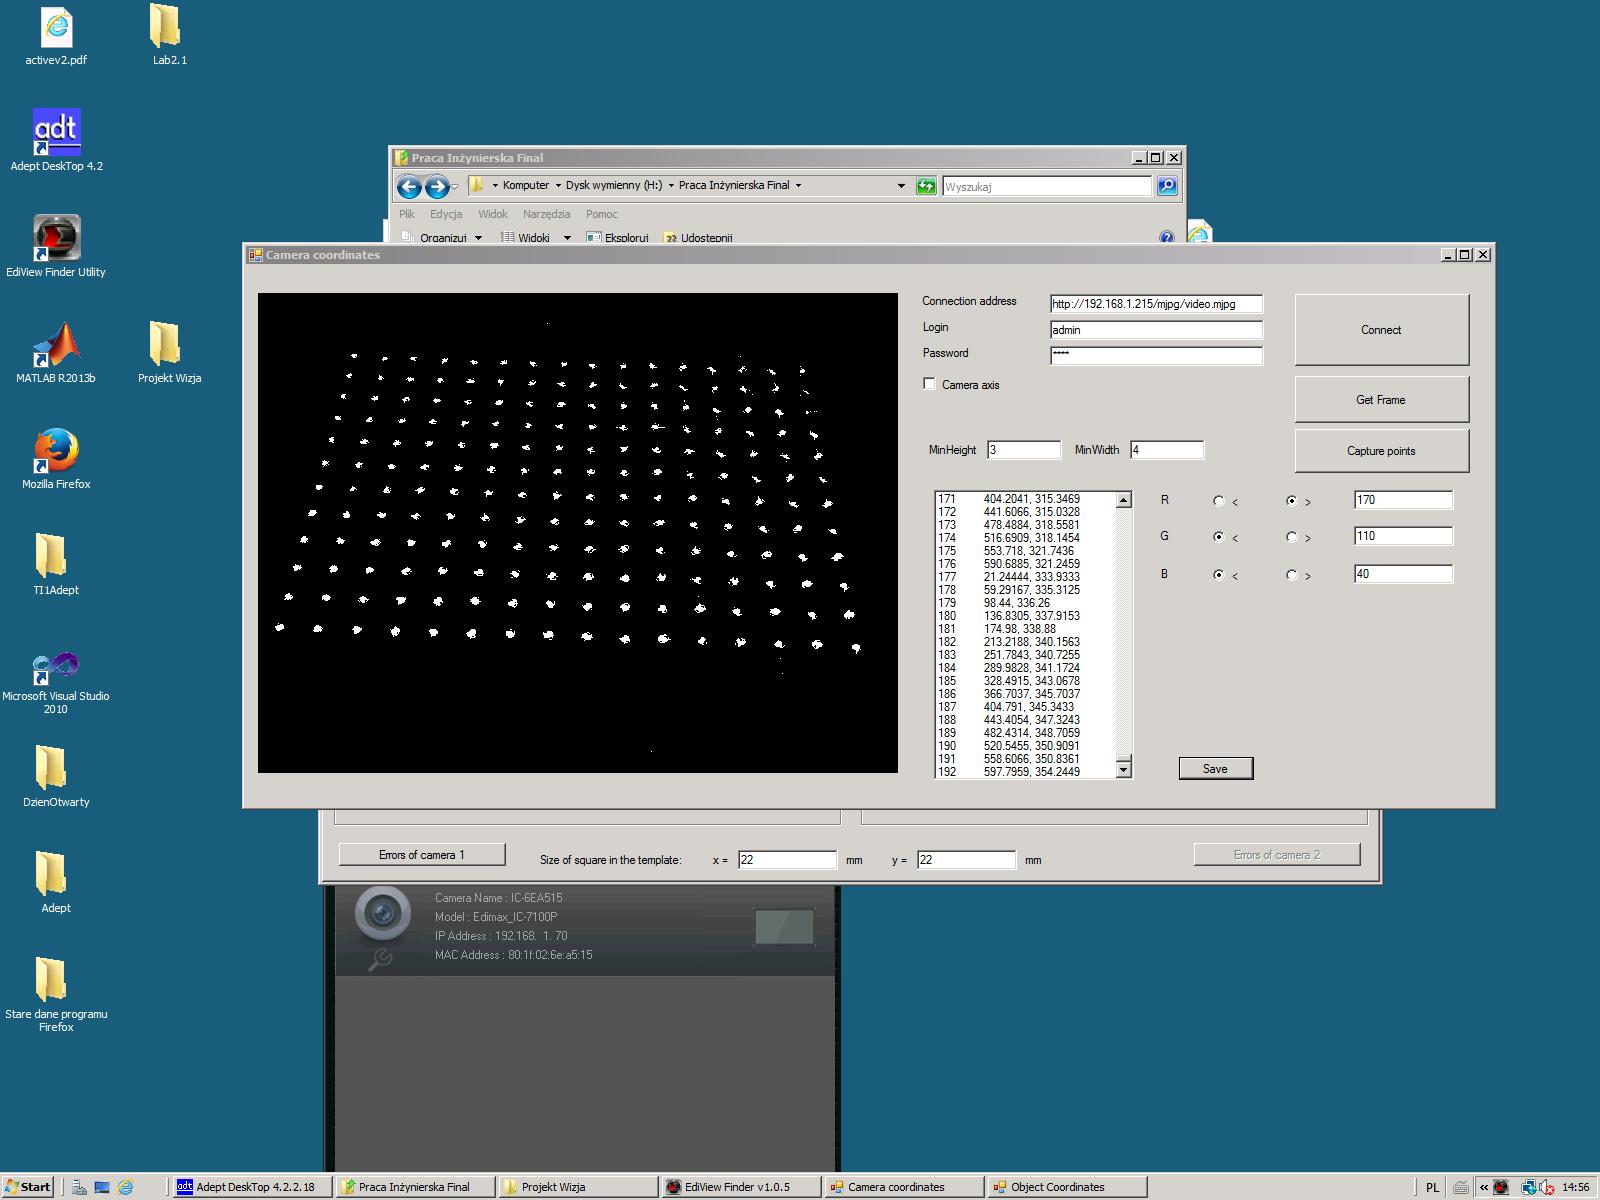 activev2.pdf
Lab2.1
adt
Adept DeskTop 4.2
EdiView Finder Utility
MATLAB R2013b
Projekt Wizja
Mozilla Firefox
TI1Adept
Microsoft Visual Studio
2010
DzienOtwarty
Adept
Stare dane programu
Firefox
Praca Inżynierska Final
Komputer
Dysk wymienny (H:)
Praca Inżynierska Final
Wyszukaj
Plik Edycja Widok Narzędzia Pomoc
Organizuj Widoki Eksploruj Udostępnij
Camera coordinates
Connection address http://192.168.1.215/mjpg/video.mjpg
Login admin
Password ****
Camera axis
Connect
Get Frame
Capture points
MinHeight 3 MinWidth 4
171 404.2041, 315.3469
172 441.6066, 315.0328
173 478.4884, 318.5581
174 516.6909, 318.1454
175 553.718, 321.7436
176 590.6885, 321.2459
177 21.24444, 333.9333
178 59.29167, 335.3125
179 98.44, 336.26
180 136.8305, 337.9153
181 174.98, 338.88
182 213.2188, 340.1563
183 251.7843, 340.7255
184 289.9828, 341.1724
185 328.4915, 343.0678
186 366.7037, 345.7037
187 404.791, 345.3433
188 443.4054, 347.3243
189 482.4314, 348.7059
190 520.5455, 350.9091
191 558.6066, 350.8361
192 597.7959, 354.2449
R < > 170
G < > 110
B < > 40
Save
Errors of camera 1
Size of square in the template: x = 22 mm y = 22 mm
Errors of camera 2
Camera Name : IC-6EA515
Model : Edimax_IC-7100P
IP Address : 192.168. 1. 70
MAC Address : 80:1f:02:6e:a5:15
Start
adt Adept DeskTop 4.2.2.18
Praca Inżynierska Final
Projekt Wizja
EdiView Finder v1.0.5
Camera coordinates
Object Coordinates
PL
«
14:56